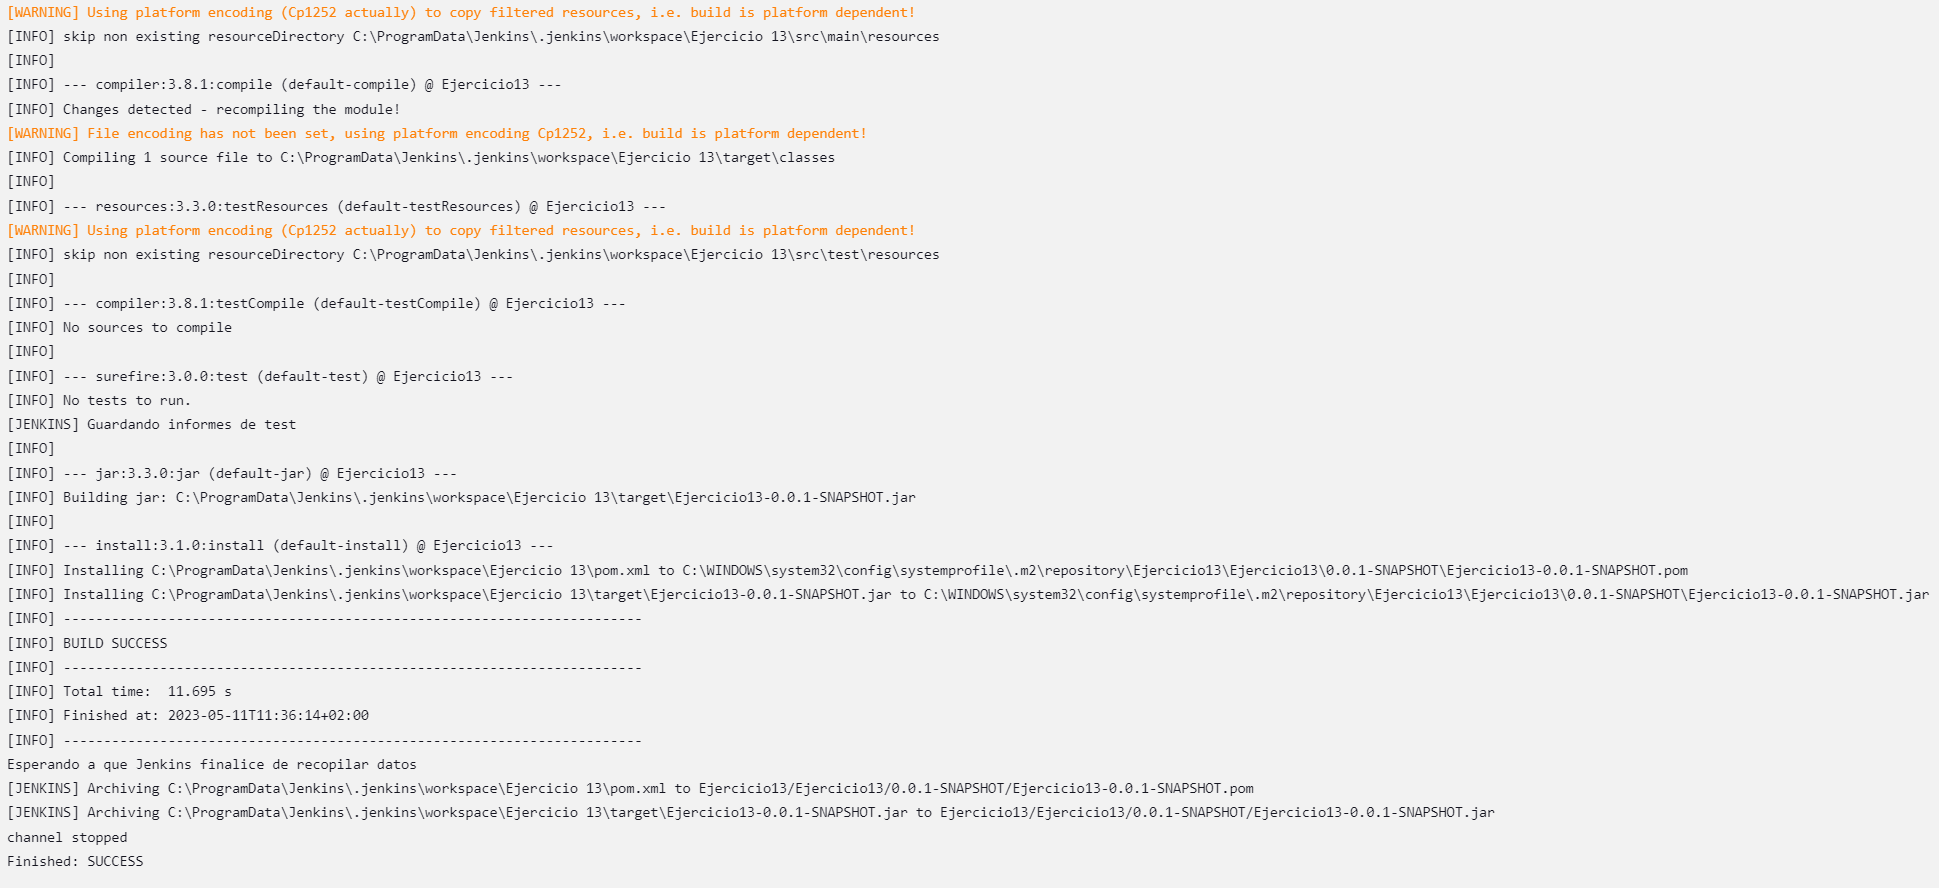 [WARNING] Using platform encoding (Cp1252 actually) to copy filtered resources, i.e. build is platform dependent!
[INFO] skip non existing resourceDirectory C:\ProgramData\Jenkins\.jenkins\workspace\Ejercicio 13\src\main\resources
[INFO]
[INFO] --- compiler:3.8.1:compile (default-compile) @ Ejercicio13 ---
[INFO] Changes detected - recompiling the module!
[WARNING] File encoding has not been set, using platform encoding Cp1252, i.e. build is platform dependent!
[INFO] Compiling 1 source file to C:\ProgramData\Jenkins\.jenkins\workspace\Ejercicio 13\target\classes
[INFO]
[INFO] --- resources:3.3.0:testResources (default-testResources) @ Ejercicio13 ---
[WARNING] Using platform encoding (Cp1252 actually) to copy filtered resources, i.e. build is platform dependent!
[INFO] skip non existing resourceDirectory C:\ProgramData\Jenkins\.jenkins\workspace\Ejercicio 13\src\test\resources
[INFO]
[INFO] --- compiler:3.8.1:testCompile (default-testCompile) @ Ejercicio13 ---
[INFO] No sources to compile
[INFO]
[INFO] --- surefire:3.0.0:test (default-test) @ Ejercicio13 ---
[INFO] No tests to run.
[JENKINS] Guardando informes de test
[INFO]
[INFO] --- jar:3.3.0:jar (default-jar) @ Ejercicio13 ---
[INFO] Building jar: C:\ProgramData\Jenkins\.jenkins\workspace\Ejercicio 13\target\Ejercicio13-0.0.1-SNAPSHOT.jar
[INFO]
[INFO] --- install:3.1.0:install (default-install) @ Ejercicio13 ---
[INFO] Installing C:\ProgramData\Jenkins\.jenkins\workspace\Ejercicio 13\pom.xml to C:\WINDOWS\system32\config\systemprofile\.m2\repository\Ejercicio13\Ejercicio13\0.0.1-SNAPSHOT\Ejercicio13-0.0.1-SNAPSHOT.pom
[INFO] Installing C:\ProgramData\Jenkins\.jenkins\workspace\Ejercicio 13\target\Ejercicio13-0.0.1-SNAPSHOT.jar to C:\WINDOWS\system32\config\systemprofile\.m2\repository\Ejercicio13\Ejercicio13\0.0.1-SNAPSHOT\Ejercicio13-0.0.1-SNAPSHOT.jar
[INFO] ------------------------------------------------------------------------
[INFO] BUILD SUCCESS
[INFO] ------------------------------------------------------------------------
[INFO] Total time:  11.695 s
[INFO] Finished at: 2023-05-11T11:36:14+02:00
[INFO] ------------------------------------------------------------------------
Esperando a que Jenkins finalice de recopilar datos
[JENKINS] Archiving C:\ProgramData\Jenkins\.jenkins\workspace\Ejercicio 13\pom.xml to Ejercicio13/Ejercicio13/0.0.1-SNAPSHOT/Ejercicio13-0.0.1-SNAPSHOT.pom
[JENKINS] Archiving C:\ProgramData\Jenkins\.jenkins\workspace\Ejercicio 13\target\Ejercicio13-0.0.1-SNAPSHOT.jar to Ejercicio13/Ejercicio13/0.0.1-SNAPSHOT/Ejercicio13-0.0.1-SNAPSHOT.jar
channel stopped
Finished: SUCCESS